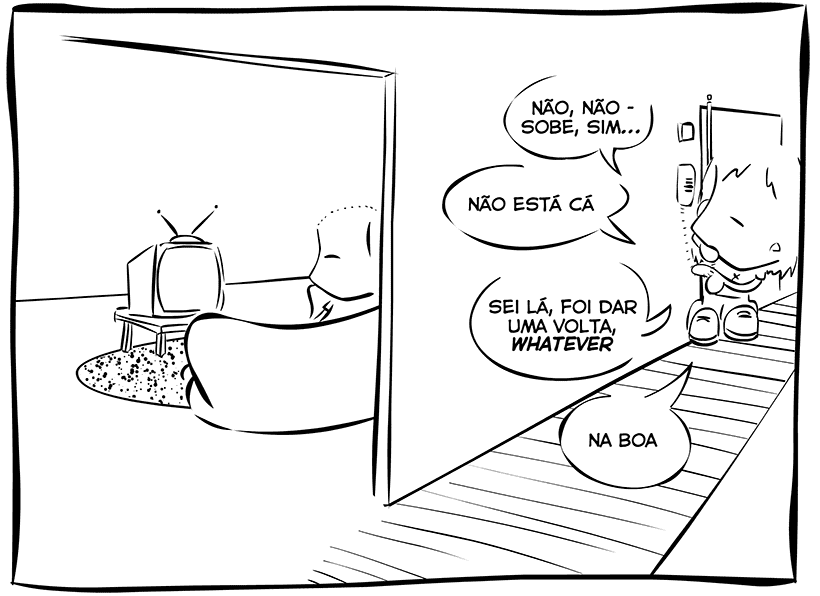 NÃO, NÃO -
SOBE, SIM...
NÃO ESTÁ CÁ
SEI LÁ, FOI DAR
UMA VOLTA,
WHATEVER
NA BOA